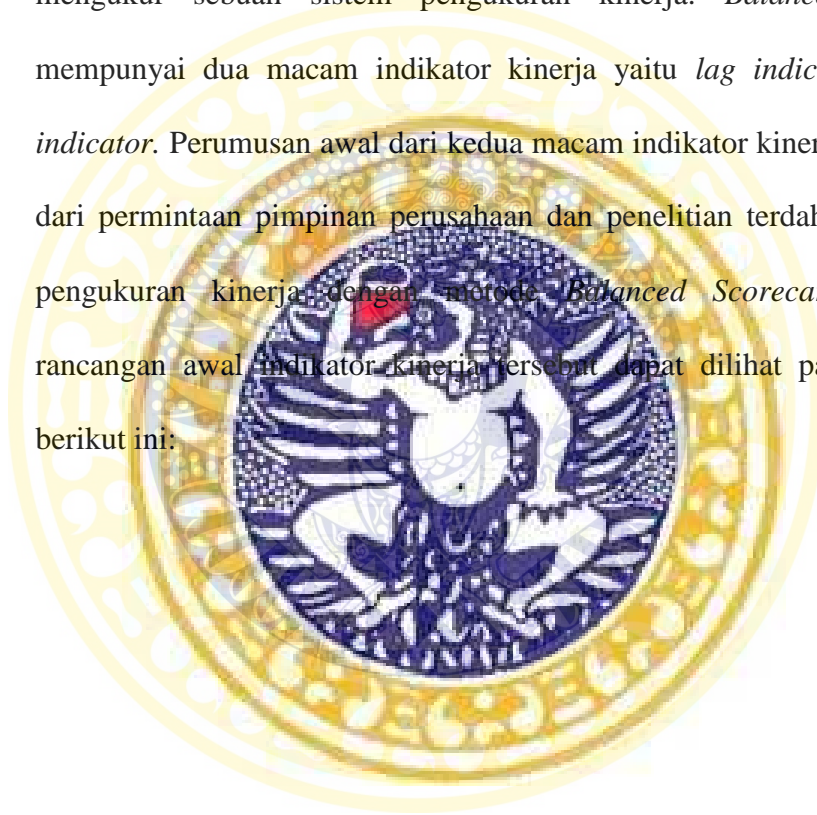 mengukur sebuah sistem pengukuran kinerja. Balanced
mempunyai dua macam indikator kinerja yaitu lag indic
indicator. Perumusan awal dari kedua macam indikator kiner
dari permintaan pimpinan perusahaan dan penelitian terdah
pengukuran kinerja dengan metode Balanced Scoreca
rancangan awal indikator kinerja tersebut dapat dilihat pa
berikut ini: